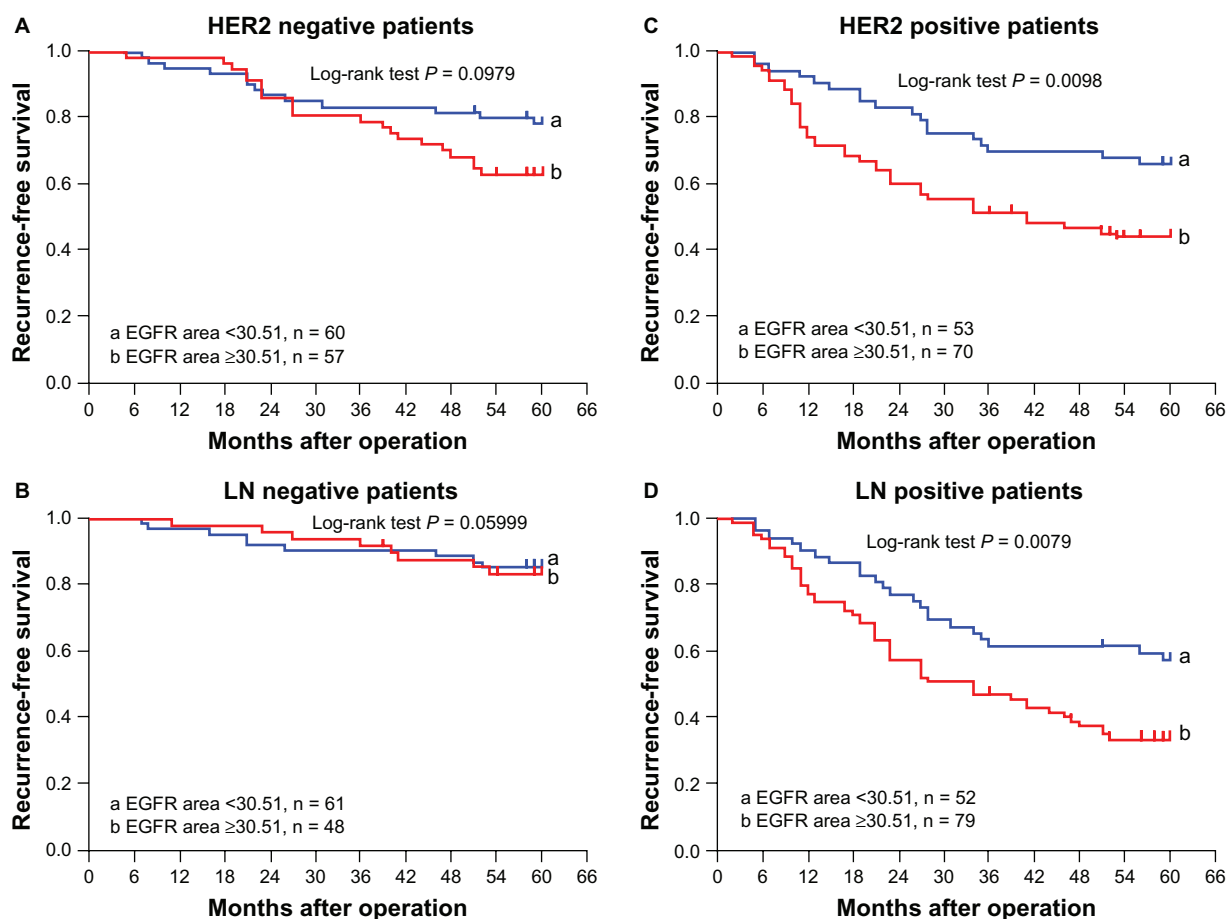 A
HER2 negative patients
Recurrence-free survival
1.0
0.8
0.6
0.4
0.2
0.0
Log-rank test P = 0.0979
a
b
a EGFR area <30.51, n = 60
b EGFR area ≥30.51, n = 57
0 6 12 18 24 30 36 42 48 54 60 66
Months after operation
C
HER2 positive patients
Recurrence-free survival
1.0
0.8
0.6
0.4
0.2
0.0
Log-rank test P = 0.0098
a
b
a EGFR area <30.51, n = 53
b EGFR area ≥30.51, n = 70
0 6 12 18 24 30 36 42 48 54 60 66
Months after operation
B
LN negative patients
Recurrence-free survival
1.0
0.8
0.6
0.4
0.2
0.0
Log-rank test P = 0.05999
a
b
a EGFR area <30.51, n = 61
b EGFR area ≥30.51, n = 48
0 6 12 18 24 30 36 42 48 54 60 66
Months after operation
D
LN positive patients
Recurrence-free survival
1.0
0.8
0.6
0.4
0.2
0.0
Log-rank test P = 0.0079
a
b
a EGFR area <30.51, n = 52
b EGFR area ≥30.51, n = 79
0 6 12 18 24 30 36 42 48 54 60 66
Months after operation